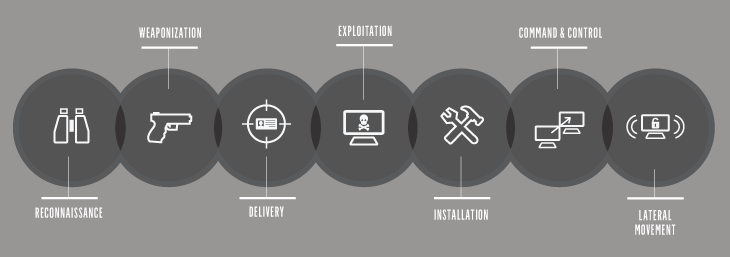 WEAPONIZATION
EXPLOITATION
COMMAND & CONTROL
RECONNAISSANCE
DELIVERY
INSTALLATION
LATERAL
MOVEMENT